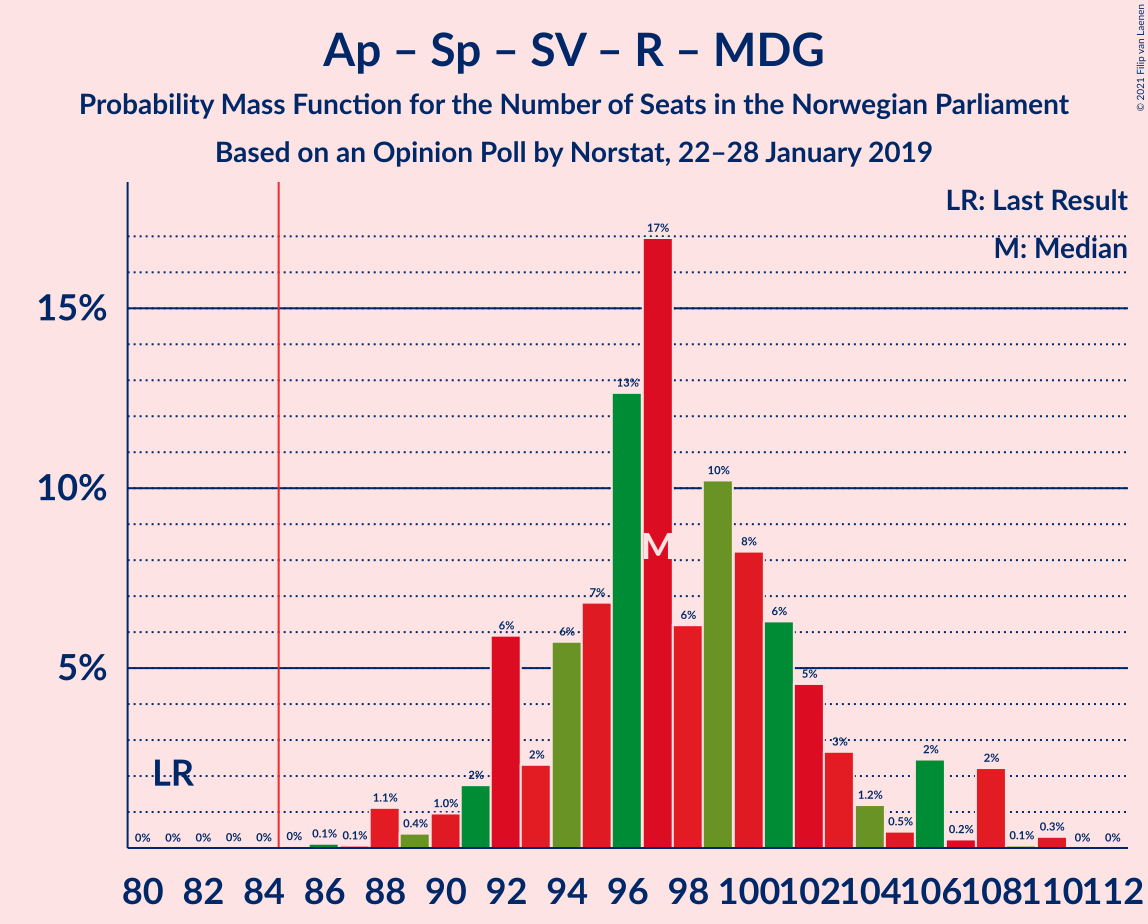 Ap – Sp – SV – R – MDG
Probability Mass Function for the Number of Seats in the Norwegian Parliament
Based on an Opinion Poll by Norstat, 22–28 January 2019
© 2021 Filip van Laenen
LR: Last Result
M: Median
15%
10%
5%
LR
M
0% 0% 0% 0% 0% 0% 0.1% 0.1% 1.1% 0.4% 1.0% 2% 6% 2% 6% 7% 13% 17% 6% 10% 8% 6% 5% 3% 1.2% 0.5% 2% 0.2% 2% 0.1% 0.3% 0% 0%
80 82 84 86 88 90 92 94 96 98 100 102 104 106 108 110 112